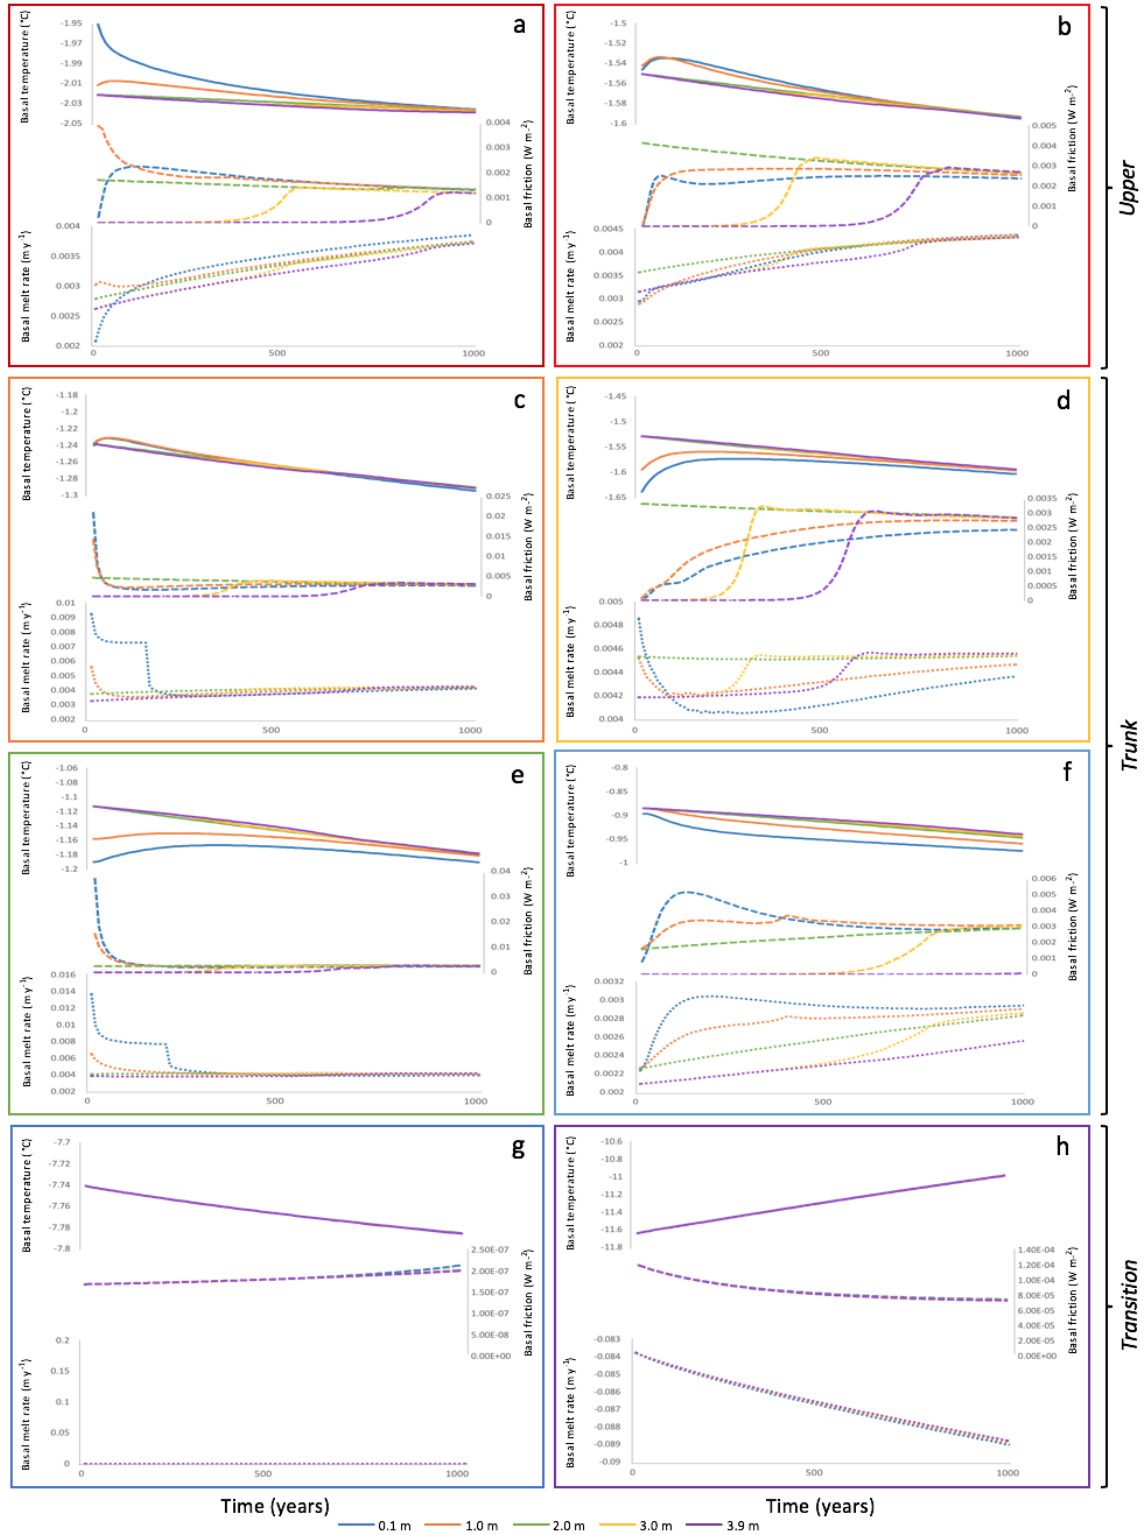 a
Basal temperature (°C)
-1.95
-1.97
-1.99
-2.01
-2.03
-2.05
Basal friction (W m-2)
0.004
0.003
0.002
0.001
0
Basal melt rate (m y-1)
0.004
0.0035
0.003
0.0025
0.002
0
500
1000
b
Basal temperature (°C)
-1.5
-1.52
-1.54
-1.56
-1.58
-1.6
Basal friction (W m-2)
0.005
0.004
0.003
0.002
0.001
0
Basal melt rate (m y-1)
0.0045
0.004
0.0035
0.003
0.0025
0.002
0
500
1000
Upper
c
Basal temperature (°C)
-1.18
-1.2
-1.22
-1.24
-1.26
-1.28
-1.3
Basal friction (W m-2)
0.025
0.02
0.015
0.01
0.005
0
Basal melt rate (m y-1)
0.01
0.009
0.008
0.007
0.006
0.005
0.004
0.003
0.002
0
500
1000
d
Basal temperature (°C)
-1.45
-1.5
-1.55
-1.6
-1.65
Basal friction (W m-2)
0.0035
0.003
0.0025
0.002
0.0015
0.001
0.0005
0
Basal melt rate (m y-1)
0.005
0.0048
0.0046
0.0044
0.0042
0.004
0
500
1000
Trunk
e
Basal temperature (°C)
-1.06
-1.08
-1.1
-1.12
-1.14
-1.16
-1.18
-1.2
Basal friction (W m-2)
0.04
0.03
0.02
0.01
0
Basal melt rate (m y-1)
0.016
0.014
0.012
0.01
0.008
0.006
0.004
0.002
0
500
1000
f
Basal temperature (°C)
-0.8
-0.85
-0.9
-0.95
-1
Basal friction (W m-2)
0.006
0.005
0.004
0.003
0.002
0.001
0
Basal melt rate (m y-1)
0.0032
0.003
0.0028
0.0026
0.0024
0.0022
0.002
0
500
1000
g
Basal temperature (°C)
-7.7
-7.72
-7.74
-7.76
-7.78
-7.8
Basal friction (W m-2)
2.50E-07
2.00E-07
1.50E-07
1.00E-07
5.00E-08
0.00E+00
Basal melt rate (m y-1)
0.2
0.15
0.1
0.05
0
0
500
1000
h
Basal temperature (°C)
-10.6
-10.8
-11
-11.2
-11.4
-11.6
-11.8
Basal friction (W m-2)
1.40E-04
1.20E-04
1.00E-04
8.00E-05
6.00E-05
4.00E-05
2.00E-05
0.00E+00
Basal melt rate (m y-1)
-0.083
-0.084
-0.085
-0.086
-0.087
-0.088
-0.089
-0.09
0
500
1000
Transition
Time (years)
Time (years)
0.1 m
1.0 m
2.0 m
3.0 m
3.9 m